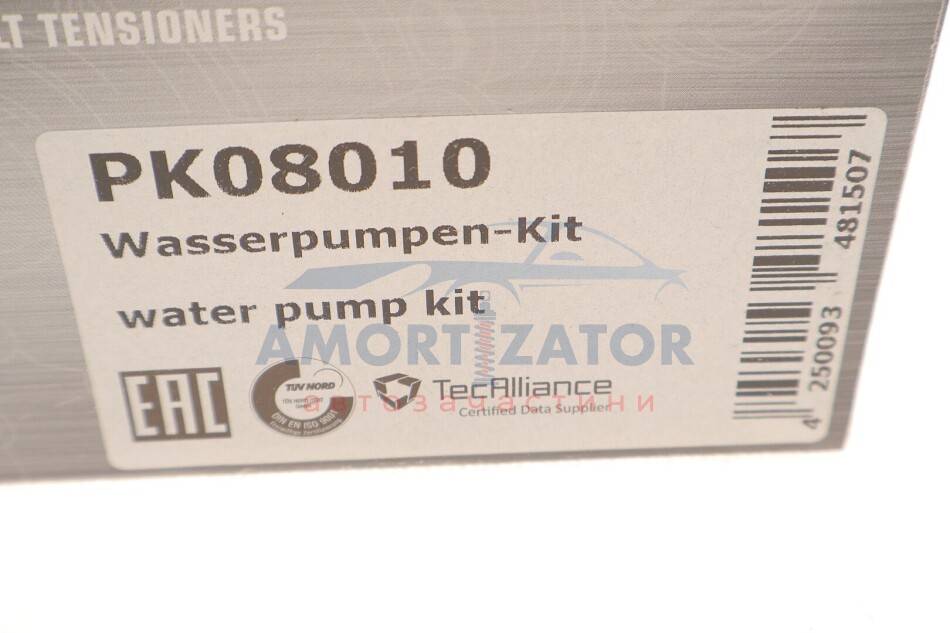 LT TENSIONERS
PK08010
Wasserpumpen-Kit
water pump kit
AMORTIZATOR
автозапчастини
EAC
TÜV NORD
DIN EN ISO 9001
TecAlliance
Certified Data Supplier
4 250093 481507